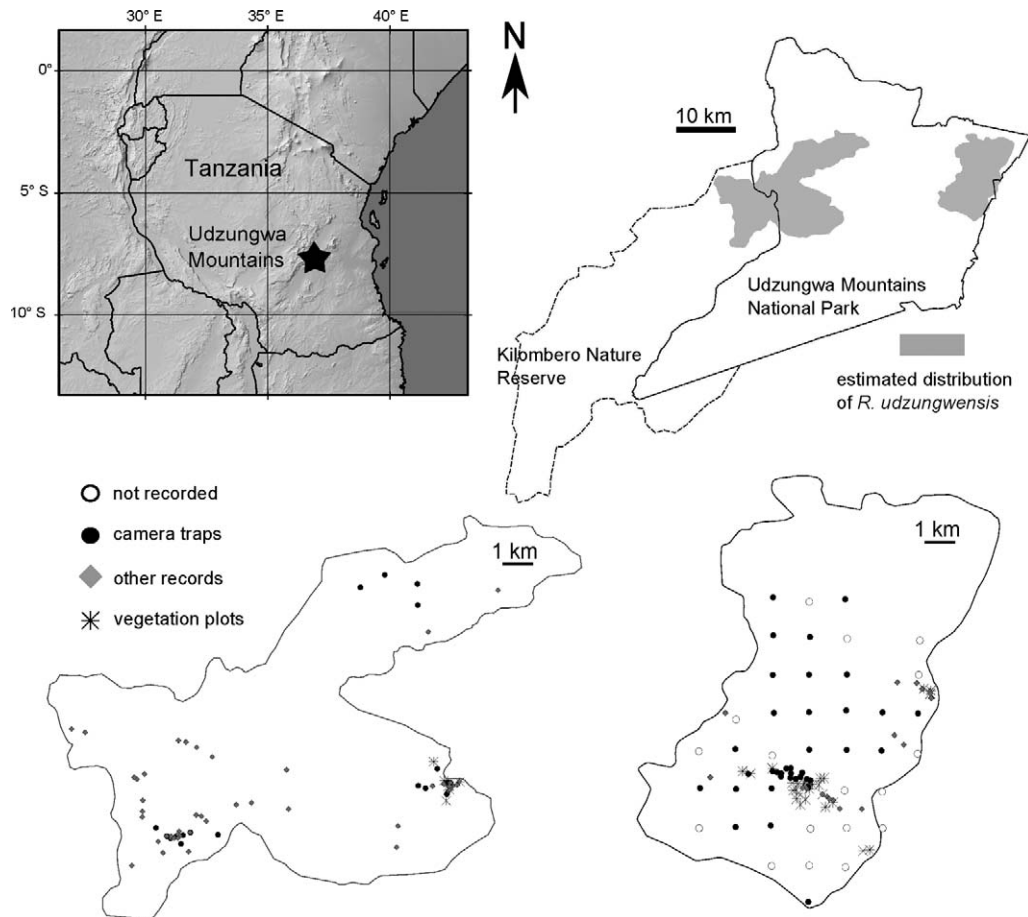 30° E 35° E 40° E
0°
5° S
10° S
Tanzania
Udzungwa
Mountains
N
10 km
Udzungwa Mountains
National Park
Kilombero Nature
Reserve
estimated distribution
of R. udzungwensis
not recorded
camera traps
other records
vegetation plots
1 km
1 km